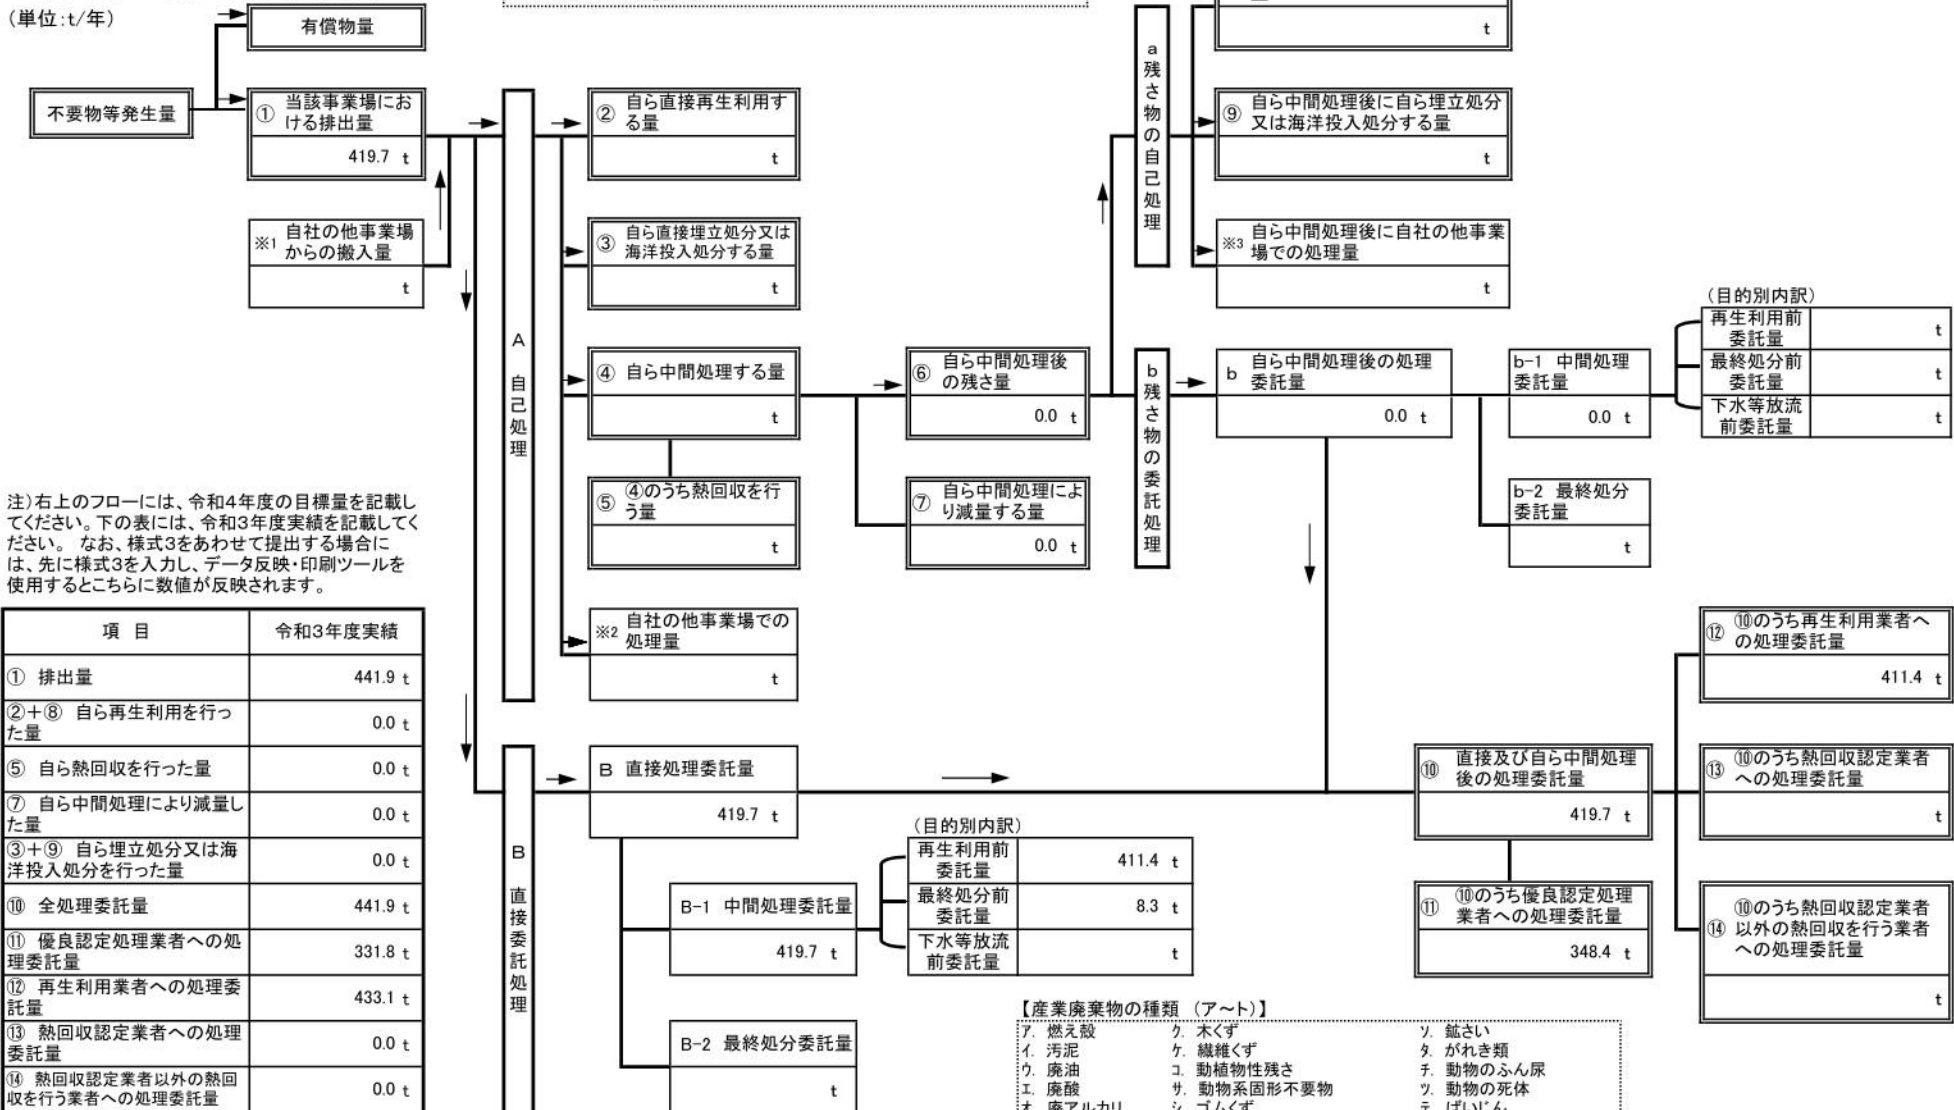 (単位:t/年)
有償物量
不要物等発生量
① 当該事業場にお
ける排出量
419.7 t
※1 自社の他事業場
からの搬入量
t
A 自己処理
② 自ら直接再生利用す
る量
t
③ 自ら直接埋立処分又は
海洋投入処分する量
t
④ 自ら中間処理する量
t
⑤ ④のうち熱回収を行
う量
t
※2 自社の他事業場での
処理量
t
⑥ 自ら中間処理後
の残さ量
0.0 t
⑦ 自ら中間処理によ
り減量する量
0.0 t
a 残さ物の自己処理
t
⑨ 自ら中間処理後に自ら埋立処分
又は海洋投入処分する量
t
※3 自ら中間処理後に自社の他事業
場での処理量
t
b 残さ物の委託処理
b 自ら中間処理後の処理
委託量
0.0 t
b-1 中間処理
委託量
0.0 t
(目的別内訳)
再生利用前
委託量
t
最終処分前
委託量
t
下水等放流
前委託量
t
b-2 最終処分
委託量
t
注)右上のフローには、令和4年度の目標量を記載し
てください。下の表には、令和3年度実績を記載してく
ださい。 なお、様式3をあわせて提出する場合に
は、先に様式3を入力し、データ反映・印刷ツールを
使用するとこちらに数値が反映されます。
項 目 令和3年度実績
① 排出量 441.9 t
②+⑧ 自ら再生利用を行っ
た量 0.0 t
⑤ 自ら熱回収を行った量 0.0 t
⑦ 自ら中間処理により減量し
た量 0.0 t
③+⑨ 自ら埋立処分又は海
洋投入処分を行った量 0.0 t
⑩ 全処理委託量 441.9 t
⑪ 優良認定処理業者への処
理委託量 331.8 t
⑫ 再生利用業者への処理委
託量 433.1 t
⑬ 熱回収認定業者への処理
委託量 0.0 t
⑭ 熱回収認定業者以外の熱回
収を行う業者への処理委託量 0.0 t
B 直接委託処理
B 直接処理委託量
419.7 t
B-1 中間処理委託量
419.7 t
(目的別内訳)
再生利用前
委託量
411.4 t
最終処分前
委託量
8.3 t
下水等放流
前委託量
t
B-2 最終処分委託量
t
⑩ 直接及び自ら中間処理
後の処理委託量
419.7 t
⑪ ⑩のうち優良認定処理
業者への処理委託量
348.4 t
⑫ ⑩のうち再生利用業者へ
の処理委託量
411.4 t
⑬ ⑩のうち熱回収認定業者
への処理委託量
t
⑭ ⑩のうち熱回収認定業者
以外の熱回収を行う業者
への処理委託量
t
【産業廃棄物の種類 (ア~ト)】
ア. 燃え殻 ク. 木くず ソ. 鉱さい
イ. 汚泥 ケ. 繊維くず タ. がれき類
ウ. 廃油 コ. 動植物性残さ チ. 動物のふん尿
エ. 廃酸 サ. 動物系固形不要物 ツ. 動物の死体
オ. 廃アルカリ シ. ゴムくず テ. ばいじん